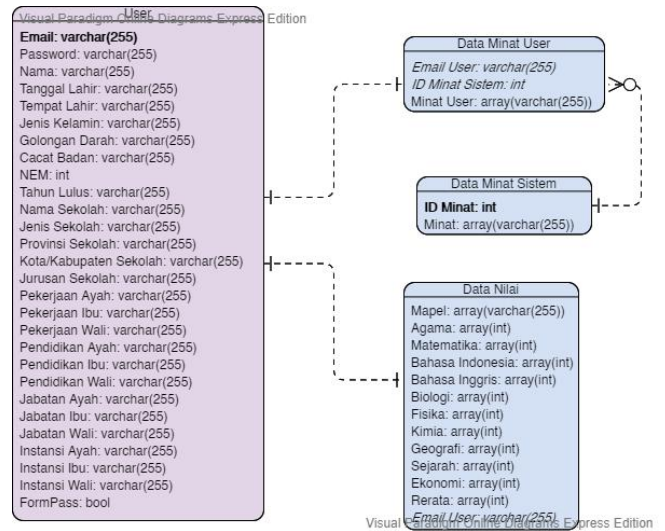 User
Visual Paradigm Online Diagrams Express Edition
Email: varchar(255)
Password: varchar(255)
Nama: varchar(255)
Tanggal Lahir: varchar(255)
Tempat Lahir: varchar(255)
Jenis Kelamin: varchar(255)
Golongan Darah: varchar(255)
Cacat Badan: varchar(255)
NEM: int
Tahun Lulus: varchar(255)
Nama Sekolah: varchar(255)
Jenis Sekolah: varchar(255)
Provinsi Sekolah: varchar(255)
Kota/Kabupaten Sekolah: varchar(255)
Jurusan Sekolah: varchar(255)
Pekerjaan Ayah: varchar(255)
Pekerjaan Ibu: varchar(255)
Pekerjaan Wali: varchar(255)
Pendidikan Ayah: varchar(255)
Pendidikan Ibu: varchar(255)
Pendidikan Wali: varchar(255)
Jabatan Ayah: varchar(255)
Jabatan Ibu: varchar(255)
Jabatan Wali: varchar(255)
Instansi Ayah: varchar(255)
Instansi Ibu: varchar(255)
Instansi Wali: varchar(255)
FormPass: bool
Data Minat User
Email User: varchar(255)
ID Minat Sistem: int
Minat User: array(varchar(255))
Data Minat Sistem
ID Minat: int
Minat: array(varchar(255))
Data Nilai
Mapel: array(varchar(255))
Agama: array(int)
Matematika: array(int)
Bahasa Indonesia: array(int)
Bahasa Inggris: array(int)
Biologi: array(int)
Fisika: array(int)
Kimia: array(int)
Geografi: array(int)
Sejarah: array(int)
Ekonomi: array(int)
Rerata: array(int)
Email User: varchar(255)
Visual Paradigm Online Diagrams Express Edition